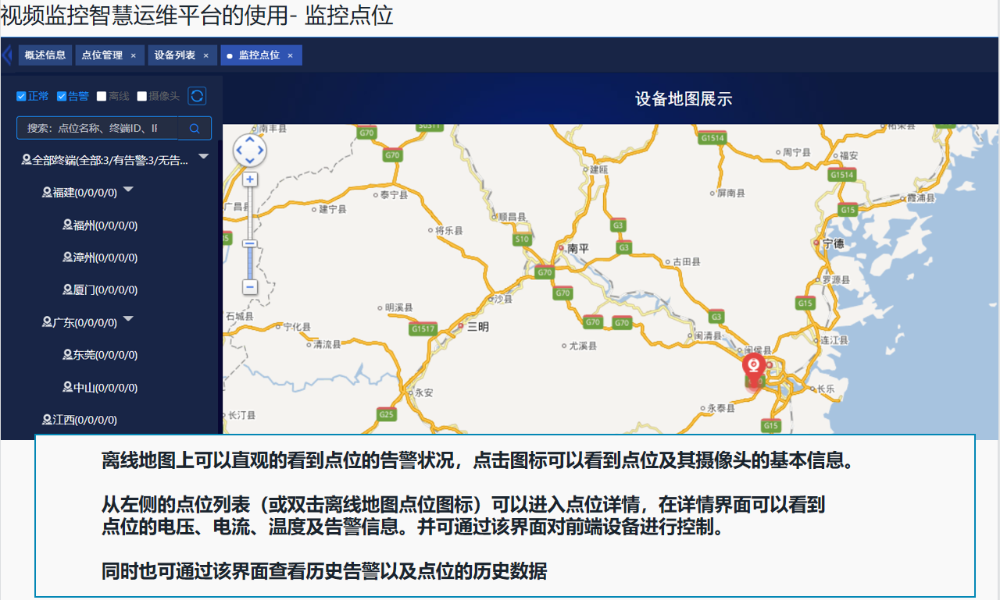 视频监控智慧运维平台的使用- 监控点位
概述信息 点位管理 × 设备列表 × 监控点位 ×
正常 告警 离线 摄像头
设备地图展示
搜索：点位名称、终端ID、IF
全部终端(全部:3/有告警:3/无告...
福建(0/0/0/0)
福州(0/0/0/0)
漳州(0/0/0/0)
厦门(0/0/0/0)
广东(0/0/0/0)
东莞(0/0/0/0)
中山(0/0/0/0)
江西(0/0/0/0)
南丰县
G70
S0311
G1514
柘荣县
G70
周宁县
福安
建瓯
G1514
泰宁县
屏南县
霞浦县
广昌县
建宁县
G15
顺昌县
G3
将乐县
S10
G3
南平
宁德
古田县
G70
罗源县
沙县
G70
G15
明溪县
石城县
G3
宁化县
G1517
三明
G70
G70
清流县
尤溪县
闽清县
连江县
闽侯县
永安
长乐
长汀县
G25
永泰县
G15
离线地图上可以直观的看到点位的告警状况，点击图标可以看到点位及其摄像头的基本信息。
从左侧的点位列表（或双击离线地图点位图标）可以进入点位详情，在详情界面可以看到
点位的电压、电流、温度及告警信息。并可通过该界面对前端设备进行控制。
同时也可通过该界面查看历史告警以及点位的历史数据